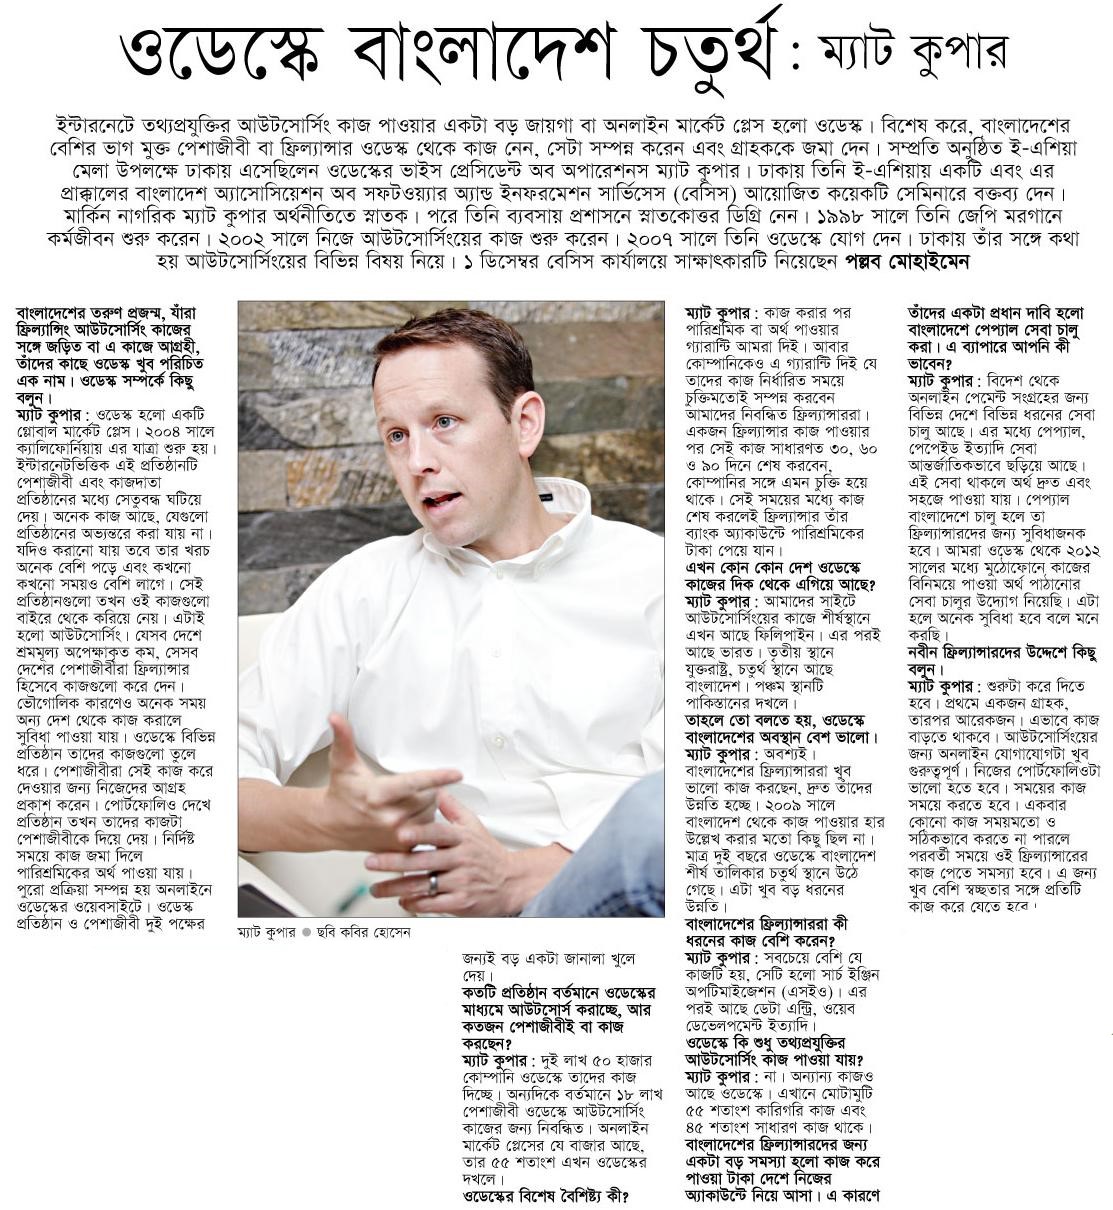 ওডেস্কে বাংলাদেশ চতুর্থ : ম্যাট কুপার
ইন্টারনেটে তথ্যপ্রযুক্তির আউটসোর্সিং কাজ পাওয়ার একটা বড় জায়গা বা অনলাইন মার্কেট প্লেস হলো ওডেস্ক। বিশেষ করে, বাংলাদেশের
বেশির ভাগ মুক্ত পেশাজীবী বা ফ্রিল্যান্সার ওডেস্ক থেকে কাজ নেন, সেটা সম্পন্ন করেন এবং গ্রাহককে জমা দেন। সম্প্রতি অনুষ্ঠিত ই-এশিয়া
মেলা উপলক্ষে ঢাকায় এসেছিলেন ওডেস্কের ভাইস প্রেসিডেন্ট অব অপারেশনস ম্যাট কুপার। ঢাকায় তিনি ই-এশিয়ায় একটি এবং এর
প্রাক্কালের বাংলাদেশ অ্যাসোসিয়েশন অব সফটওয়্যার অ্যান্ড ইনফরমেশন সার্ভিসেস (বেসিস) আয়োজিত কয়েকটি সেমিনারে বক্তব্য দেন।
মার্কিন নাগরিক ম্যাট কুপার অর্থনীতিতে স্নাতক। পরে তিনি ব্যবসায় প্রশাসনে স্নাতকোত্তর ডিগ্রি নেন। ১৯৯৮ সালে তিনি জেপি মরগানে
কর্মজীবন শুরু করেন। ২০০২ সালে নিজে আউটসোর্সিংয়ের কাজ শুরু করেন। ২০০৭ সালে তিনি ওডেস্কে যোগ দেন। ঢাকায় তাঁর সঙ্গে কথা
হয় আউটসোর্সিংয়ের বিভিন্ন বিষয় নিয়ে। ১ ডিসেম্বর বেসিস কার্যালয়ে সাক্ষাৎকারটি নিয়েছেন পল্লব মোহাইমেন
বাংলাদেশের তরুণ প্রজন্ম, যাঁরা
ফ্রিল্যান্সিং আউটসোর্সিং কাজের
সঙ্গে জড়িত বা এ কাজে আগ্রহী,
তাঁদের কাছে ওডেস্ক খুব পরিচিত
এক নাম। ওডেস্ক সম্পর্কে কিছু
বলুন।
ম্যাট কুপার : ওডেস্ক হলো একটি
গ্লোবাল মার্কেট প্লেস। ২০০৪ সালে
ক্যালিফোর্নিয়ায় এর যাত্রা শুরু হয়।
ইন্টারনেটভিত্তিক এই প্রতিষ্ঠানটি
পেশাজীবী এবং কাজদাতা
প্রতিষ্ঠানের মধ্যে সেতুবন্ধ ঘটিয়ে
দেয়। অনেক কাজ আছে, যেগুলো
প্রতিষ্ঠানের অভ্যন্তরে করা যায় না।
যদিও করানো যায় তবে তার খরচ
অনেক বেশি পড়ে এবং কখনো
কখনো সময়ও বেশি লাগে। সেই
প্রতিষ্ঠানগুলো তখন ওই কাজগুলো
বাইরে থেকে করিয়ে নেয়। এটাই
হলো আউটসোর্সিং। যেসব দেশে
শ্রমমূল্য অপেক্ষাকৃত কম, সেসব
দেশের পেশাজীবীরা ফ্রিল্যান্সার
হিসেবে কাজগুলো করে দেন।
ভৌগোলিক কারণেও অনেক সময়
অন্য দেশ থেকে কাজ করালে
সুবিধা পাওয়া যায়। ওডেস্কে বিভিন্ন
প্রতিষ্ঠান তাদের কাজগুলো তুলে
ধরে। পেশাজীবীরা সেই কাজ করে
দেওয়ার জন্য নিজেদের আগ্রহ
প্রকাশ করেন। পোর্টফোলিও দেখে
প্রতিষ্ঠান তখন তাদের কাজটা
পেশাজীবীকে দিয়ে দেয়। নির্দিষ্ট
সময়ে কাজ জমা দিলে
পারিশ্রমিকের অর্থ পাওয়া যায়।
পুরো প্রক্রিয়া সম্পন্ন হয় অনলাইনে
ওডেস্কের ওয়েবসাইটে। ওডেস্ক
প্রতিষ্ঠান ও পেশাজীবী দুই পক্ষের
ম্যাট কুপার ● ছবি কবির হোসেন
জন্যই বড় একটা জানালা খুলে
দেয়।
কতটি প্রতিষ্ঠান বর্তমানে ওডেস্কের
মাধ্যমে আউটসোর্স করাচ্ছে, আর
কতজন পেশাজীবীই বা কাজ
করছেন?
ম্যাট কুপার : দুই লাখ ৫০ হাজার
কোম্পানি ওডেস্কে তাদের কাজ
দিচ্ছে। অন্যদিকে বর্তমানে ১৮ লাখ
পেশাজীবী ওডেস্কে আউটসোর্সিং
কাজের জন্য নিবন্ধিত। অনলাইন
মার্কেট প্লেসের যে বাজার আছে,
তার ৫৫ শতাংশ এখন ওডেস্কের
দখলে।
ওডেস্কের বিশেষ বৈশিষ্ট্য কী?
ম্যাট কুপার : কাজ করার পর
পারিশ্রমিক বা অর্থ পাওয়ার
গ্যারান্টি আমরা দিই। আবার
কোম্পানিকেও এ গ্যারান্টি দিই যে
তাদের কাজ নির্ধারিত সময়ে
চুক্তিমতোই সম্পন্ন করবেন
আমাদের নিবন্ধিত ফ্রিল্যান্সাররা।
একজন ফ্রিল্যান্সার কাজ পাওয়ার
পর সেই কাজ সাধারণত ৩০, ৬০
ও ৯০ দিনে শেষ করবেন,
কোম্পানির সঙ্গে এমন চুক্তি হয়ে
থাকে। সেই সময়ের মধ্যে কাজ
শেষ করলেই ফ্রিল্যান্সার তাঁর
ব্যাংক অ্যাকাউন্টে পারিশ্রমিকের
টাকা পেয়ে যান।
এখন কোন কোন দেশ ওডেস্কে
কাজের দিক থেকে এগিয়ে আছে?
ম্যাট কুপার : আমাদের সাইটে
আউটসোর্সিংয়ের কাজে শীর্ষস্থানে
এখন আছে ফিলিপাইন। এর পরই
আছে ভারত। তৃতীয় স্থানে
যুক্তরাষ্ট্র, চতুর্থ স্থানে আছে
বাংলাদেশ। পঞ্চম স্থানটি
পাকিস্তানের দখলে।
তাহলে তো বলতে হয়, ওডেস্কে
বাংলাদেশের অবস্থান বেশ ভালো।
ম্যাট কুপার : অবশ্যই।
বাংলাদেশের ফ্রিল্যান্সাররা খুব
ভালো কাজ করছেন, দ্রুত তাঁদের
উন্নতি হচ্ছে। ২০০৯ সালে
বাংলাদেশ থেকে কাজ পাওয়ার হার
উল্লেখ করার মতো কিছু ছিল না।
মাত্র দুই বছরে ওডেস্কে বাংলাদেশ
শীর্ষ তালিকার চতুর্থ স্থানে উঠে
গেছে। এটা খুব বড় ধরনের
উন্নতি।
বাংলাদেশের ফ্রিল্যান্সাররা কী
ধরনের কাজ বেশি করেন?
ম্যাট কুপার : সবচেয়ে বেশি যে
কাজটি হয়, সেটি হলো সার্চ ইঞ্জিন
অপটিমাইজেশন (এসইও)। এর
পরই আছে ডেটা এন্ট্রি, ওয়েব
ডেভেলপমেন্ট ইত্যাদি।
ওডেস্কে কি শুধু তথ্যপ্রযুক্তির
আউটসোর্সিং কাজ পাওয়া যায়?
ম্যাট কুপার : না। অন্যান্য কাজও
আছে ওডেস্কে। এখানে মোটামুটি
৫৫ শতাংশ কারিগরি কাজ এবং
৪৫ শতাংশ সাধারণ কাজ থাকে।
বাংলাদেশের ফ্রিল্যান্সারদের জন্য
একটা বড় সমস্যা হলো কাজ করে
পাওয়া টাকা দেশে নিজের
অ্যাকাউন্টে নিয়ে আসা। এ কারণে
তাঁদের একটা প্রধান দাবি হলো
বাংলাদেশে পেপ্যাল সেবা চালু
করা। এ ব্যাপারে আপনি কী
ভাবেন?
ম্যাট কুপার : বিদেশ থেকে
অনলাইন পেমেন্ট সংগ্রহের জন্য
বিভিন্ন দেশে বিভিন্ন ধরনের সেবা
চালু আছে। এর মধ্যে পেপ্যাল,
পেপেইড ইত্যাদি সেবা
আন্তর্জাতিকভাবে ছড়িয়ে আছে।
এই সেবা থাকলে অর্থ দ্রুত এবং
সহজে পাওয়া যায়। পেপ্যাল
বাংলাদেশে চালু হলে তা
ফ্রিল্যান্সারদের জন্য সুবিধাজনক
হবে। আমরা ওডেস্ক থেকে ২০১২
সালের মধ্যে মুঠোফোনে কাজের
বিনিময়ে পাওয়া অর্থ পাঠানোর
সেবা চালুর উদ্যোগ নিয়েছি। এটা
হলে অনেক সুবিধা হবে বলে মনে
করছি।
নবীন ফ্রিল্যান্সারদের উদ্দেশে কিছু
বলুন।
ম্যাট কুপার : শুরুটা করে দিতে
হবে। প্রথমে একজন গ্রাহক,
তারপর আরেকজন। এভাবে কাজ
বাড়তে থাকবে। আউটসোর্সিংয়ের
জন্য অনলাইন যোগাযোগটা খুব
গুরুত্বপূর্ণ। নিজের পোর্টফোলিওটা
ভালো হতে হবে। সময়ের কাজ
সময়ে করতে হবে। একবার
কোনো কাজ সময়মতো ও
সঠিকভাবে করতে না পারলে
পরবর্তী সময়ে ওই ফ্রিল্যান্সারের
কাজ পেতে সমস্যা হবে। এ জন্য
খুব বেশি স্বচ্ছতার সঙ্গে প্রতিটি
কাজ করে যেতে হবে।